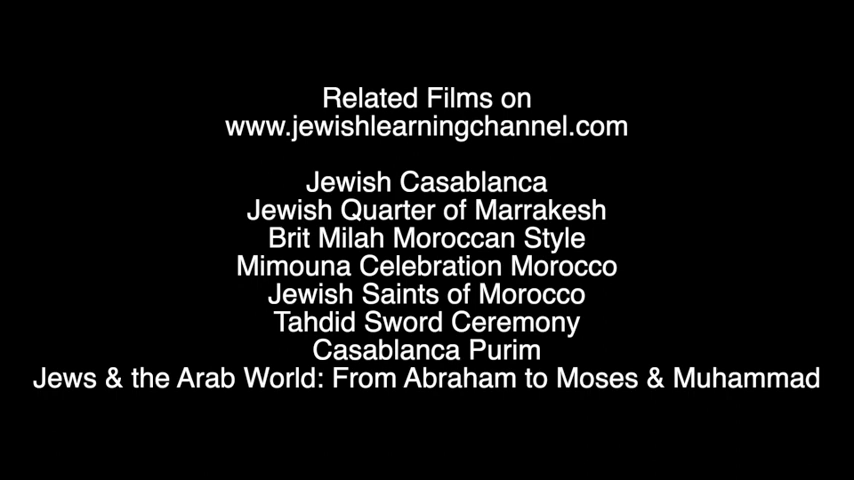 Related Films on
www.jewishlearningchannel.com
Jewish Casablanca
Jewish Quarter of Marrakesh
Brit Milah Moroccan Style
Mimouna Celebration Morocco
Jewish Saints of Morocco
Tahdid Sword Ceremony
Casablanca Purim
Jews & the Arab World: From Abraham to Moses & Muhammad